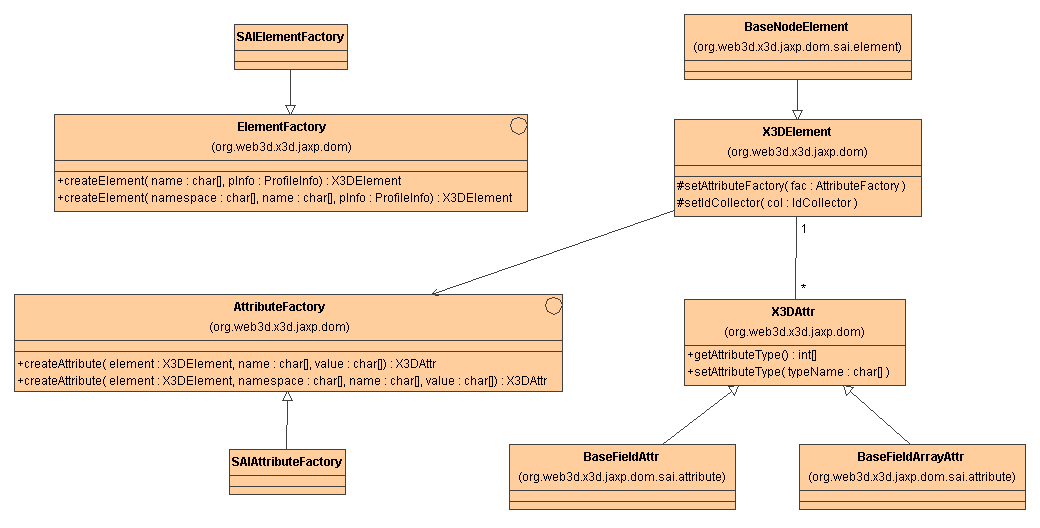 SAIElementFactory
BaseNodeElement
(org.web3d.x3d.jaxp.dom.sai.element)
ElementFactory
(org.web3d.x3d.jaxp.dom)
+createElement( name : char[], pInfo : ProfileInfo) : X3DElement
+createElement( namespace : char[], name : char[], pInfo : ProfileInfo) : X3DElement
X3DElement
(org.web3d.x3d.jaxp.dom)
#setAttributeFactory( fac : AttributeFactory )
#setIdCollector( col : IdCollector )
1
*
AttributeFactory
(org.web3d.x3d.jaxp.dom)
+createAttribute( element : X3DElement, name : char[], value : char[]) : X3DAttr
+createAttribute( element : X3DElement, namespace : char[], name : char[], value : char[]) : X3DAttr
X3DAttr
(org.web3d.x3d.jaxp.dom)
+getAttributeType() : int[]
+setAttributeType( typeName : char[] )
SAIAttributeFactory
BaseFieldAttr
(org.web3d.x3d.jaxp.dom.sai.attribute)
BaseFieldArrayAttr
(org.web3d.x3d.jaxp.dom.sai.attribute)